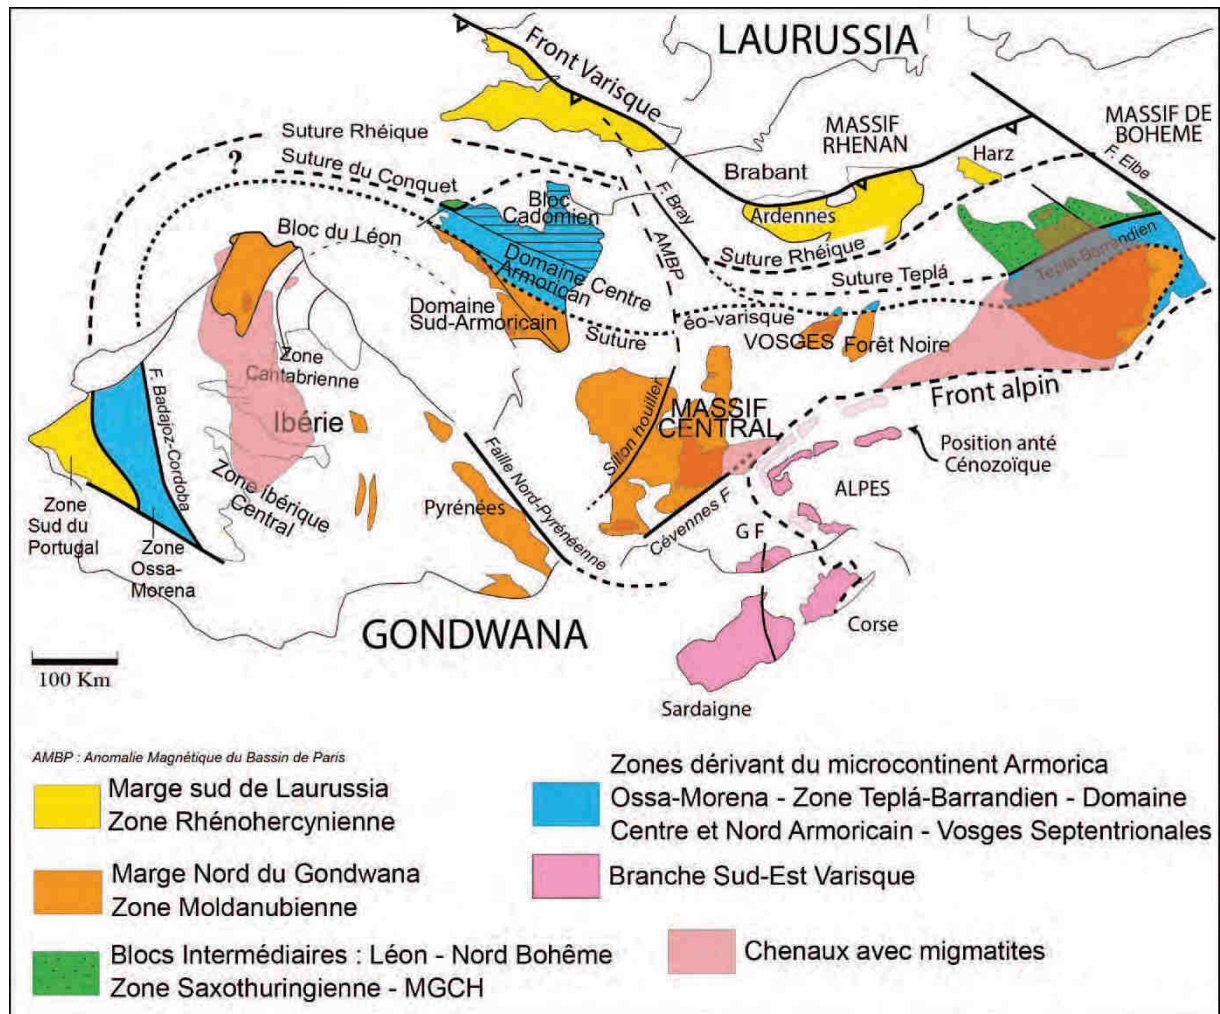 LAURUSSIA
Front Varisque
MASSIF DE
BOHEME
MASSIF
RHENAN
Harz
F. Elbe
Suture Rhéique
Brabant
?
Suture du Conquet
Bloc
Cadomien
F. Bray
Ardennes
Bloc du Léon
AMBP
Suture Rhéique
Teplá-Barrandien
Domaine Centre
Armorican
Suture Teplá
Domaine
Sud-Armoricain
Suture
éo-varisque
VOSGES
Forêt Noire
Zone
Cantabrienne
F. Badajoz-Cordoba
Sillon houiller
MASSIF
CENTRAL
Front alpin
Ibérie
Position anté
Cénozoïque
Zone Ibérique
Central
Faille Nord-Pyrénéenne
Zone
Sud du
Portugal
Pyrénées
ALPES
Cévennes F
G F
Zone
Ossa-
Morena
GONDWANA
Corse
100 Km
Sardaigne
AMBP : Anomalie Magnétique du Bassin de Paris
Marge sud de Laurussia
Zone Rhénohercynienne
Marge Nord du Gondwana
Zone Moldanubienne
Blocs Intermédiaires : Léon - Nord Bohême
Zone Saxothuringienne - MGCH
Zones dérivant du microcontinent Armorica
Ossa-Morena - Zone Teplá-Barrandien - Domaine
Centre et Nord Armoricain - Vosges Septentrionales
Branche Sud-Est Varisque
Chenaux avec migmatites